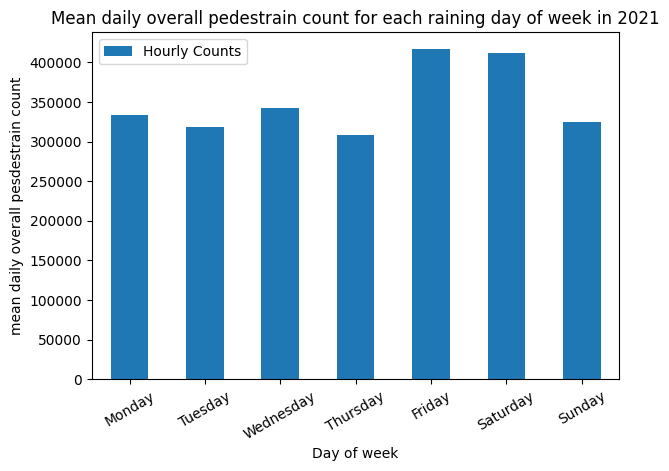 Mean daily overall pedestrain count for each raining day of week in 2021
Hourly Counts
400000
350000
300000
250000
200000
150000
100000
50000
0
mean daily overall pesdestrain count
Monday
Tuesday
Wednesday
Thursday
Friday
Saturday
Sunday
Day of week